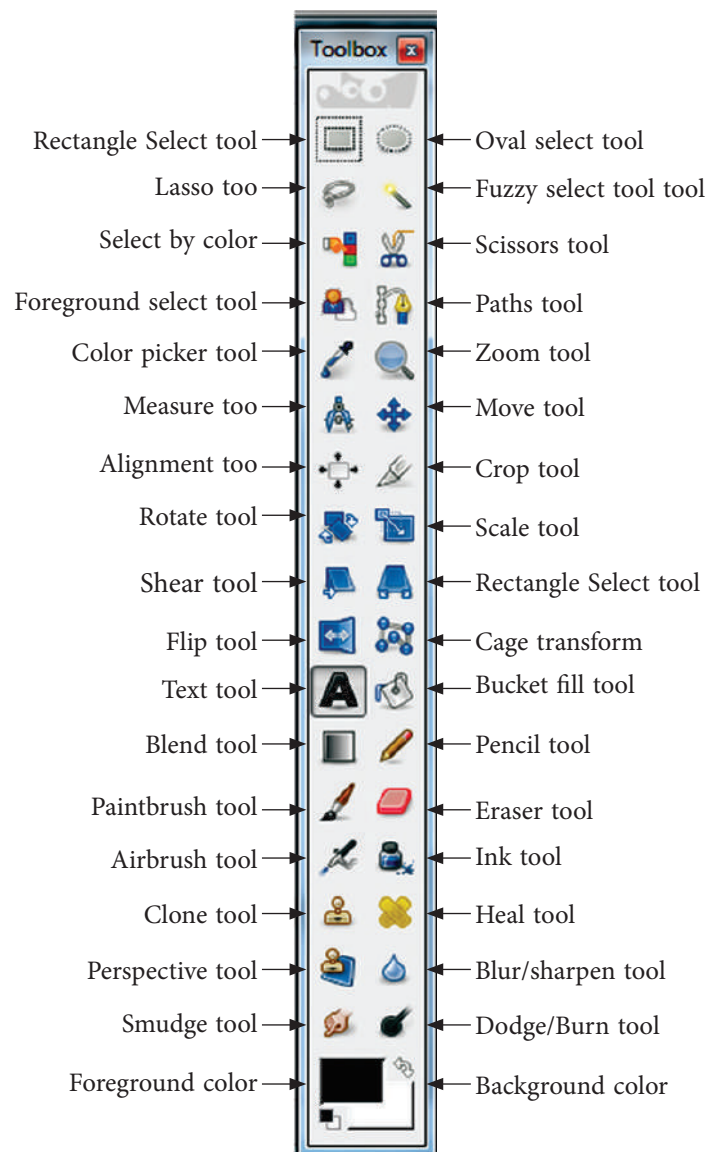 Toolbox
Rectangle Select tool
Oval select tool
Lasso too
Fuzzy select tool tool
Select by color
Scissors tool
Foreground select tool
Paths tool
Color picker tool
Zoom tool
Measure too
Move tool
Alignment too
Crop tool
Rotate tool
Scale tool
Shear tool
Rectangle Select tool
Flip tool
Cage transform
Text tool
Bucket fill tool
Blend tool
Pencil tool
Paintbrush tool
Eraser tool
Airbrush tool
Ink tool
Clone tool
Heal tool
Perspective tool
Blur/sharpen tool
Smudge tool
Dodge/Burn tool
Foreground color
Background color